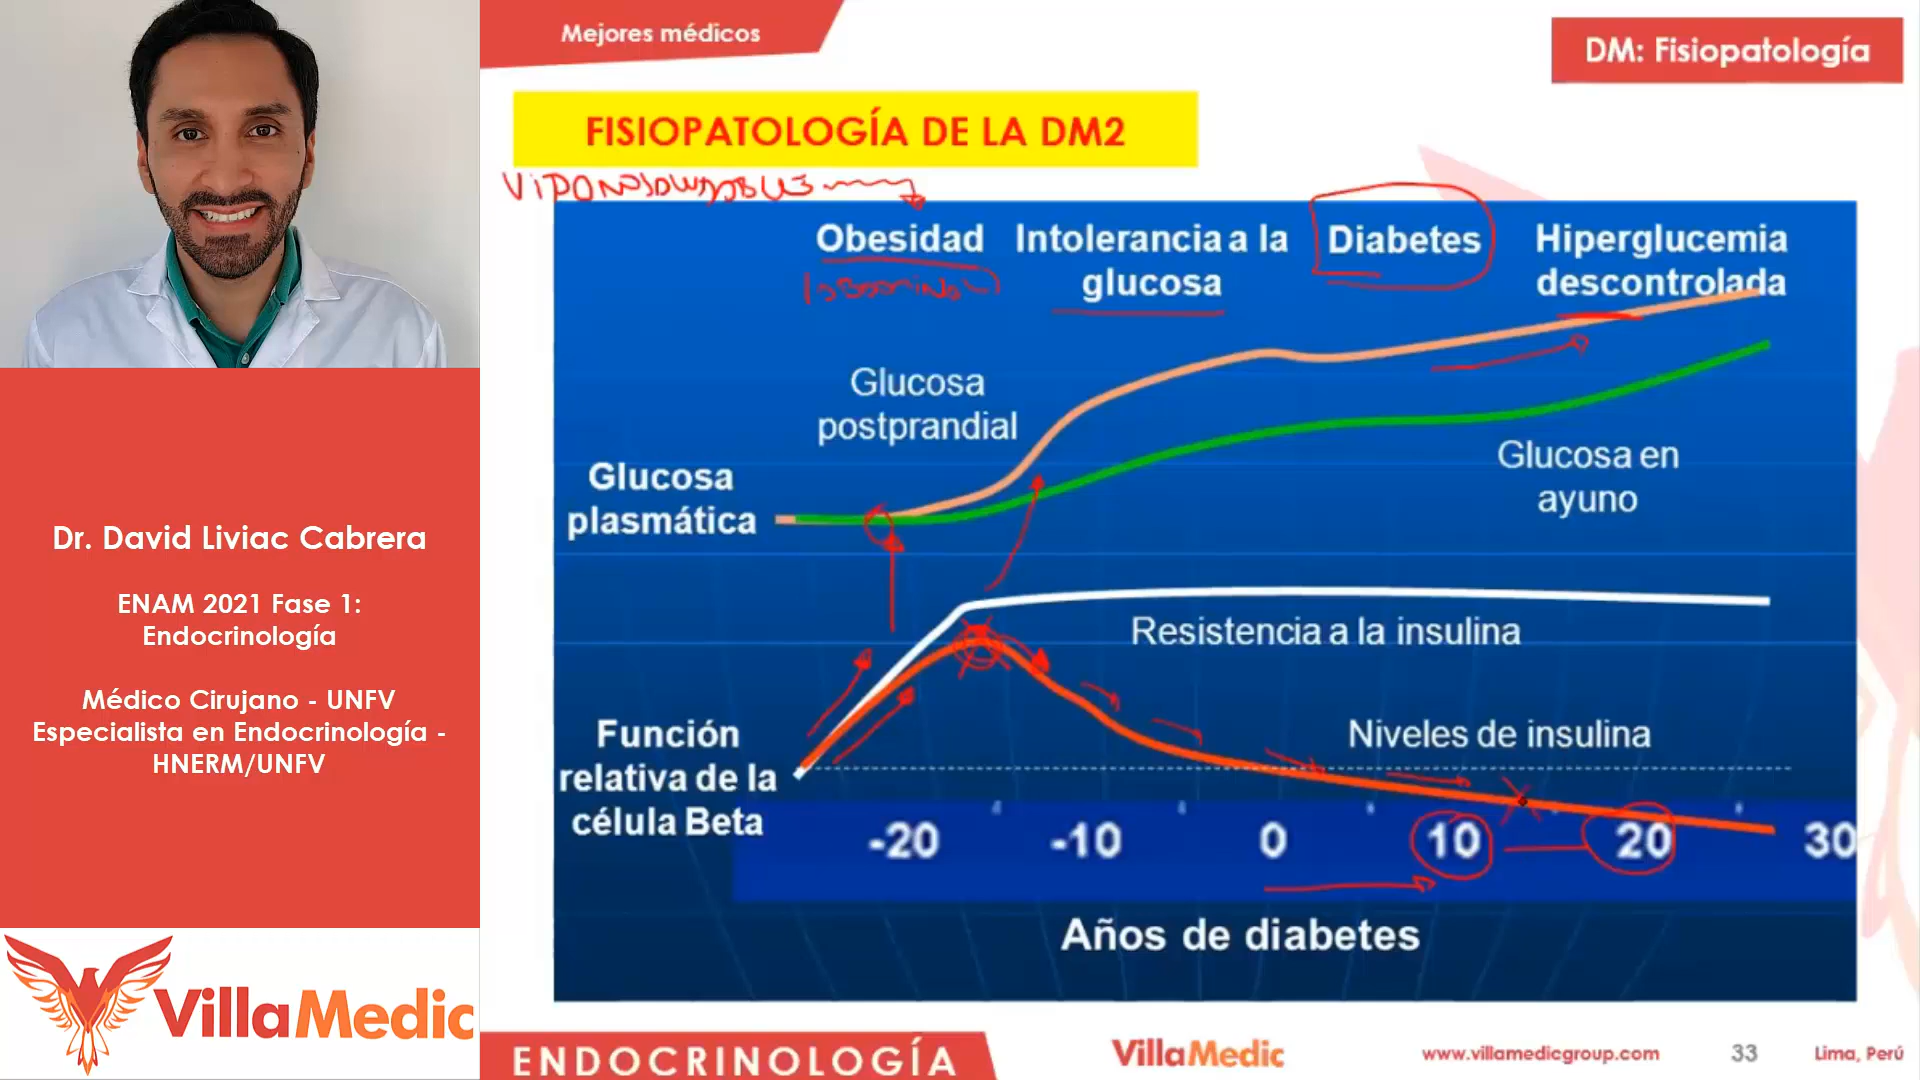 Mejores médicos
DM: Fisiopatología
FISIOPATOLOGÍA DE LA DM2
Obesidad
Intolerancia a la
glucosa
Diabetes
Hiperglucemia
descontrolada
Glucosa
postprandial
Glucosa en
ayuno
Glucosa
plasmática
Resistencia a la insulina
Niveles de insulina
Función
relativa de la
célula Beta
-20 -10 0 10 20 30
Años de diabetes
Dr. David Liviac Cabrera
ENAM 2021 Fase 1:
Endocrinología
Médico Cirujano - UNFV
Especialista en Endocrinología -
HNERM/UNFV
VillaMedic
ENDOCRINOLOGÍA
VillaMedic
www.villamedicgroup.com
33
Lima, Perú